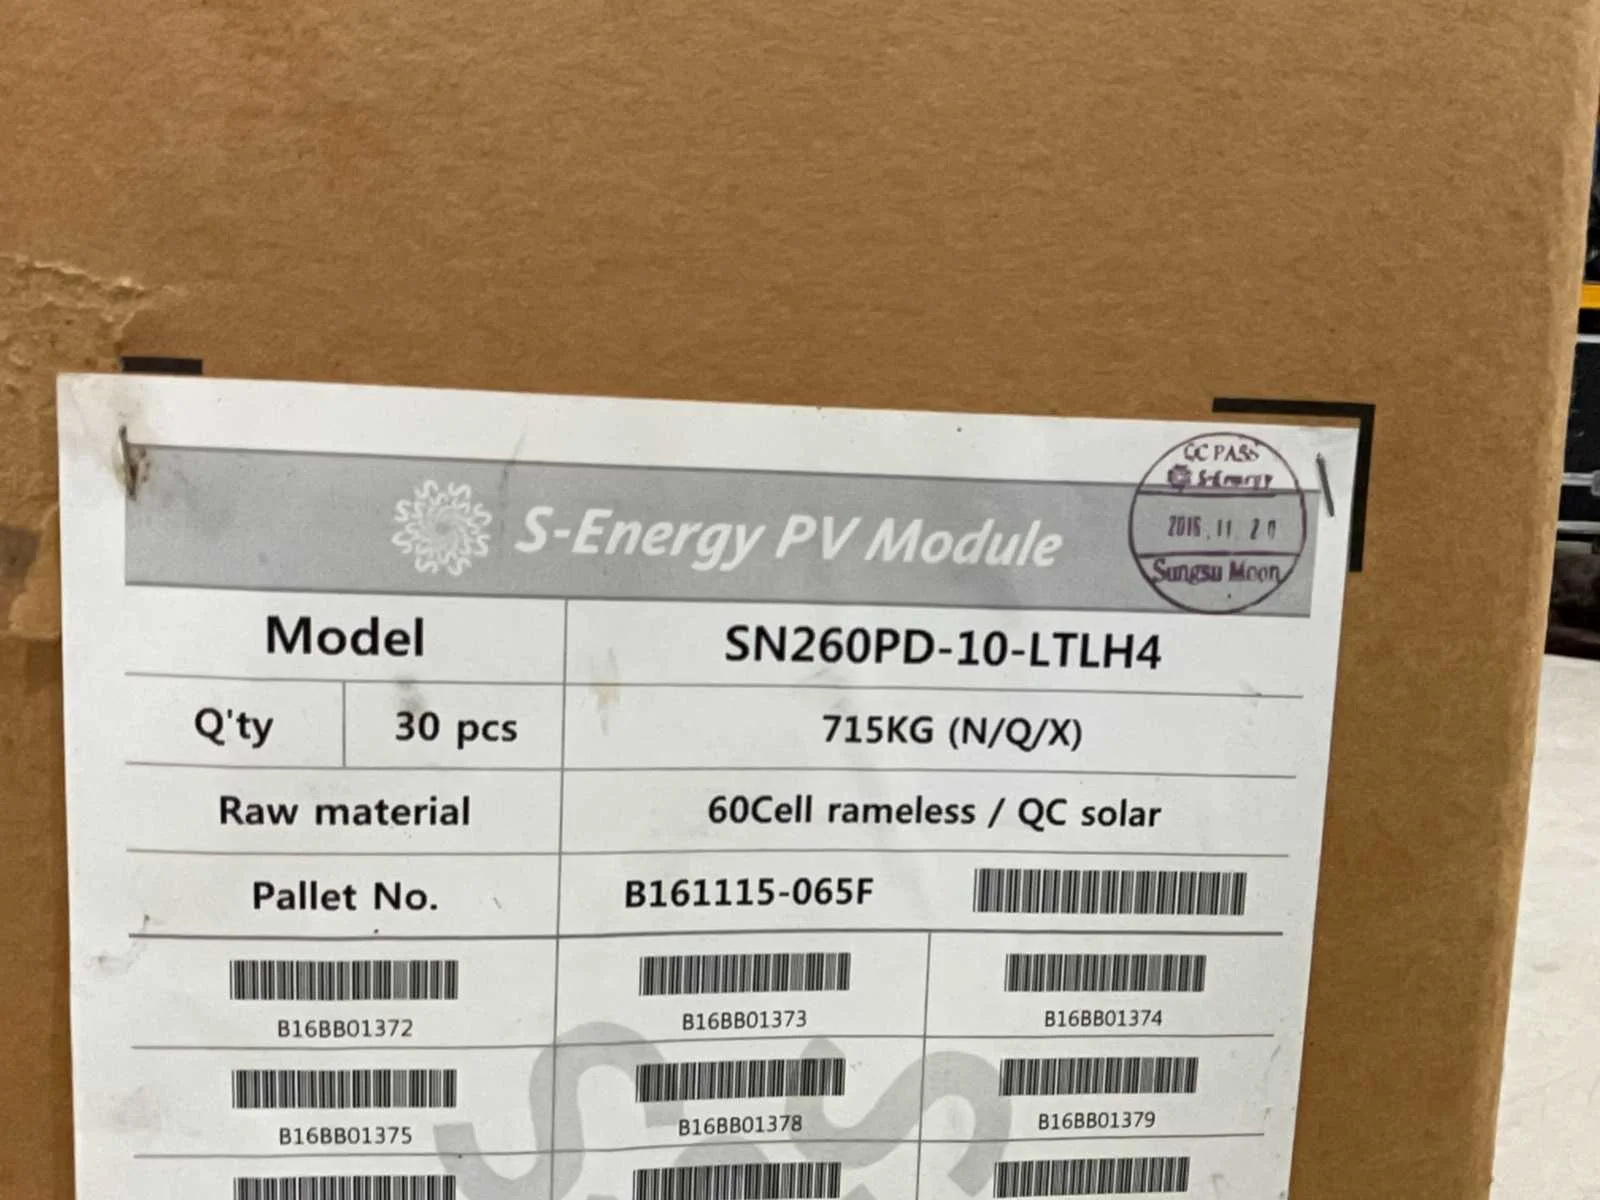 QC PASS
S-Energy
2016.11.20
Sungsu Moon
S-Energy PV Module
Model SN260PD-10-LTLH4
Q'ty 30 pcs 715KG (N/Q/X)
Raw material 60Cell rameless / QC solar
Pallet No. B161115-065F
B16BB01372 B16BB01373 B16BB01374
B16BB01375 B16BB01378 B16BB01379